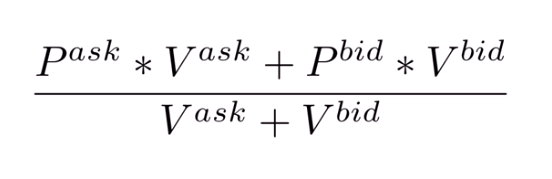 P^{ask} * V^{ask} + P^{bid} * V^{bid}
V^{ask} + V^{bid}